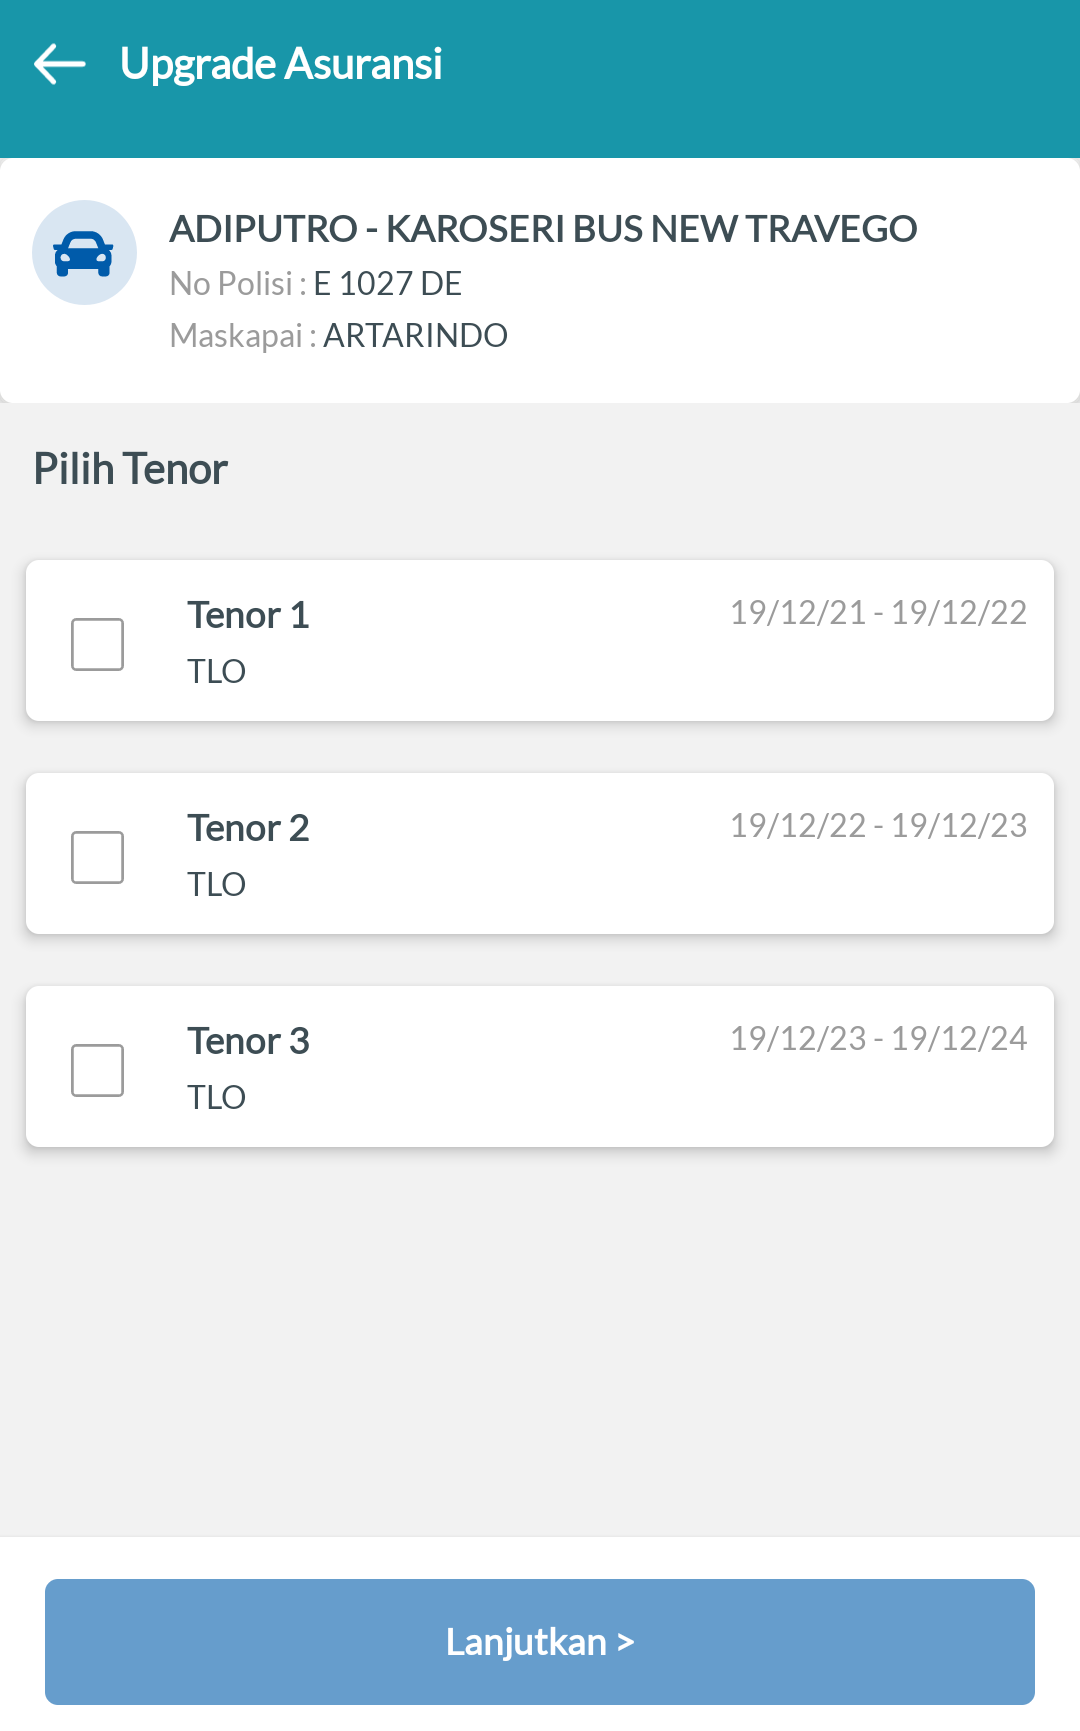 Upgrade Asuransi
ADIPUTRO - KAROSERI BUS NEW TRAVEGO
No Polisi : E 1027 DE
Maskapai : ARTARINDO
Pilih Tenor
Tenor 1 19/12/21 - 19/12/22
TLO
Tenor 2 19/12/22 - 19/12/23
TLO
Tenor 3 19/12/23 - 19/12/24
TLO
Lanjutkan >